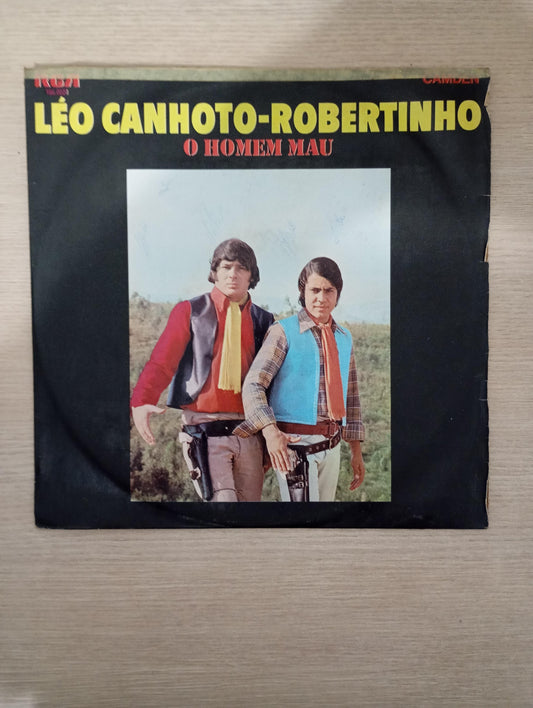 RCA CAMDEN
LÉO CANHOTO-ROBERTINHO
O HOMEM MAU